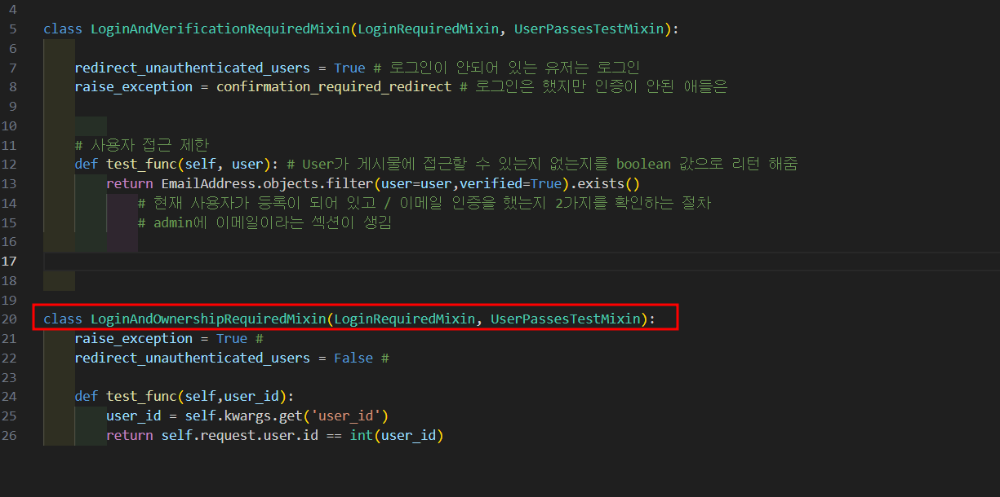 4
5 class LoginAndVerificationRequiredMixin(LoginRequiredMixin, UserPassesTestMixin):
6
7 redirect_unauthenticated_users = True # 로그인이 안되어 있는 유저는 로그인
8 raise_exception = confirmation_required_redirect # 로그인은 했지만 인증이 안된 애들은
9
10
11 # 사용자 접근 제한
12 def test_func(self, user): # User가 게시물에 접근할 수 있는지 없는지를 boolean 값으로 리턴 해줌
13 return EmailAddress.objects.filter(user=user,verified=True).exists()
14 # 현재 사용자가 등록이 되어 있고 / 이메일 인증을 했는지 2가지를 확인하는 절차
15 # admin에 이메일이라는 섹션이 생김
16
17
18
19
20 class LoginAndOwnershipRequiredMixin(LoginRequiredMixin, UserPassesTestMixin):
21 raise_exception = True #
22 redirect_unauthenticated_users = False #
23
24 def test_func(self,user_id):
25 user_id = self.kwargs.get('user_id')
26 return self.request.user.id == int(user_id)